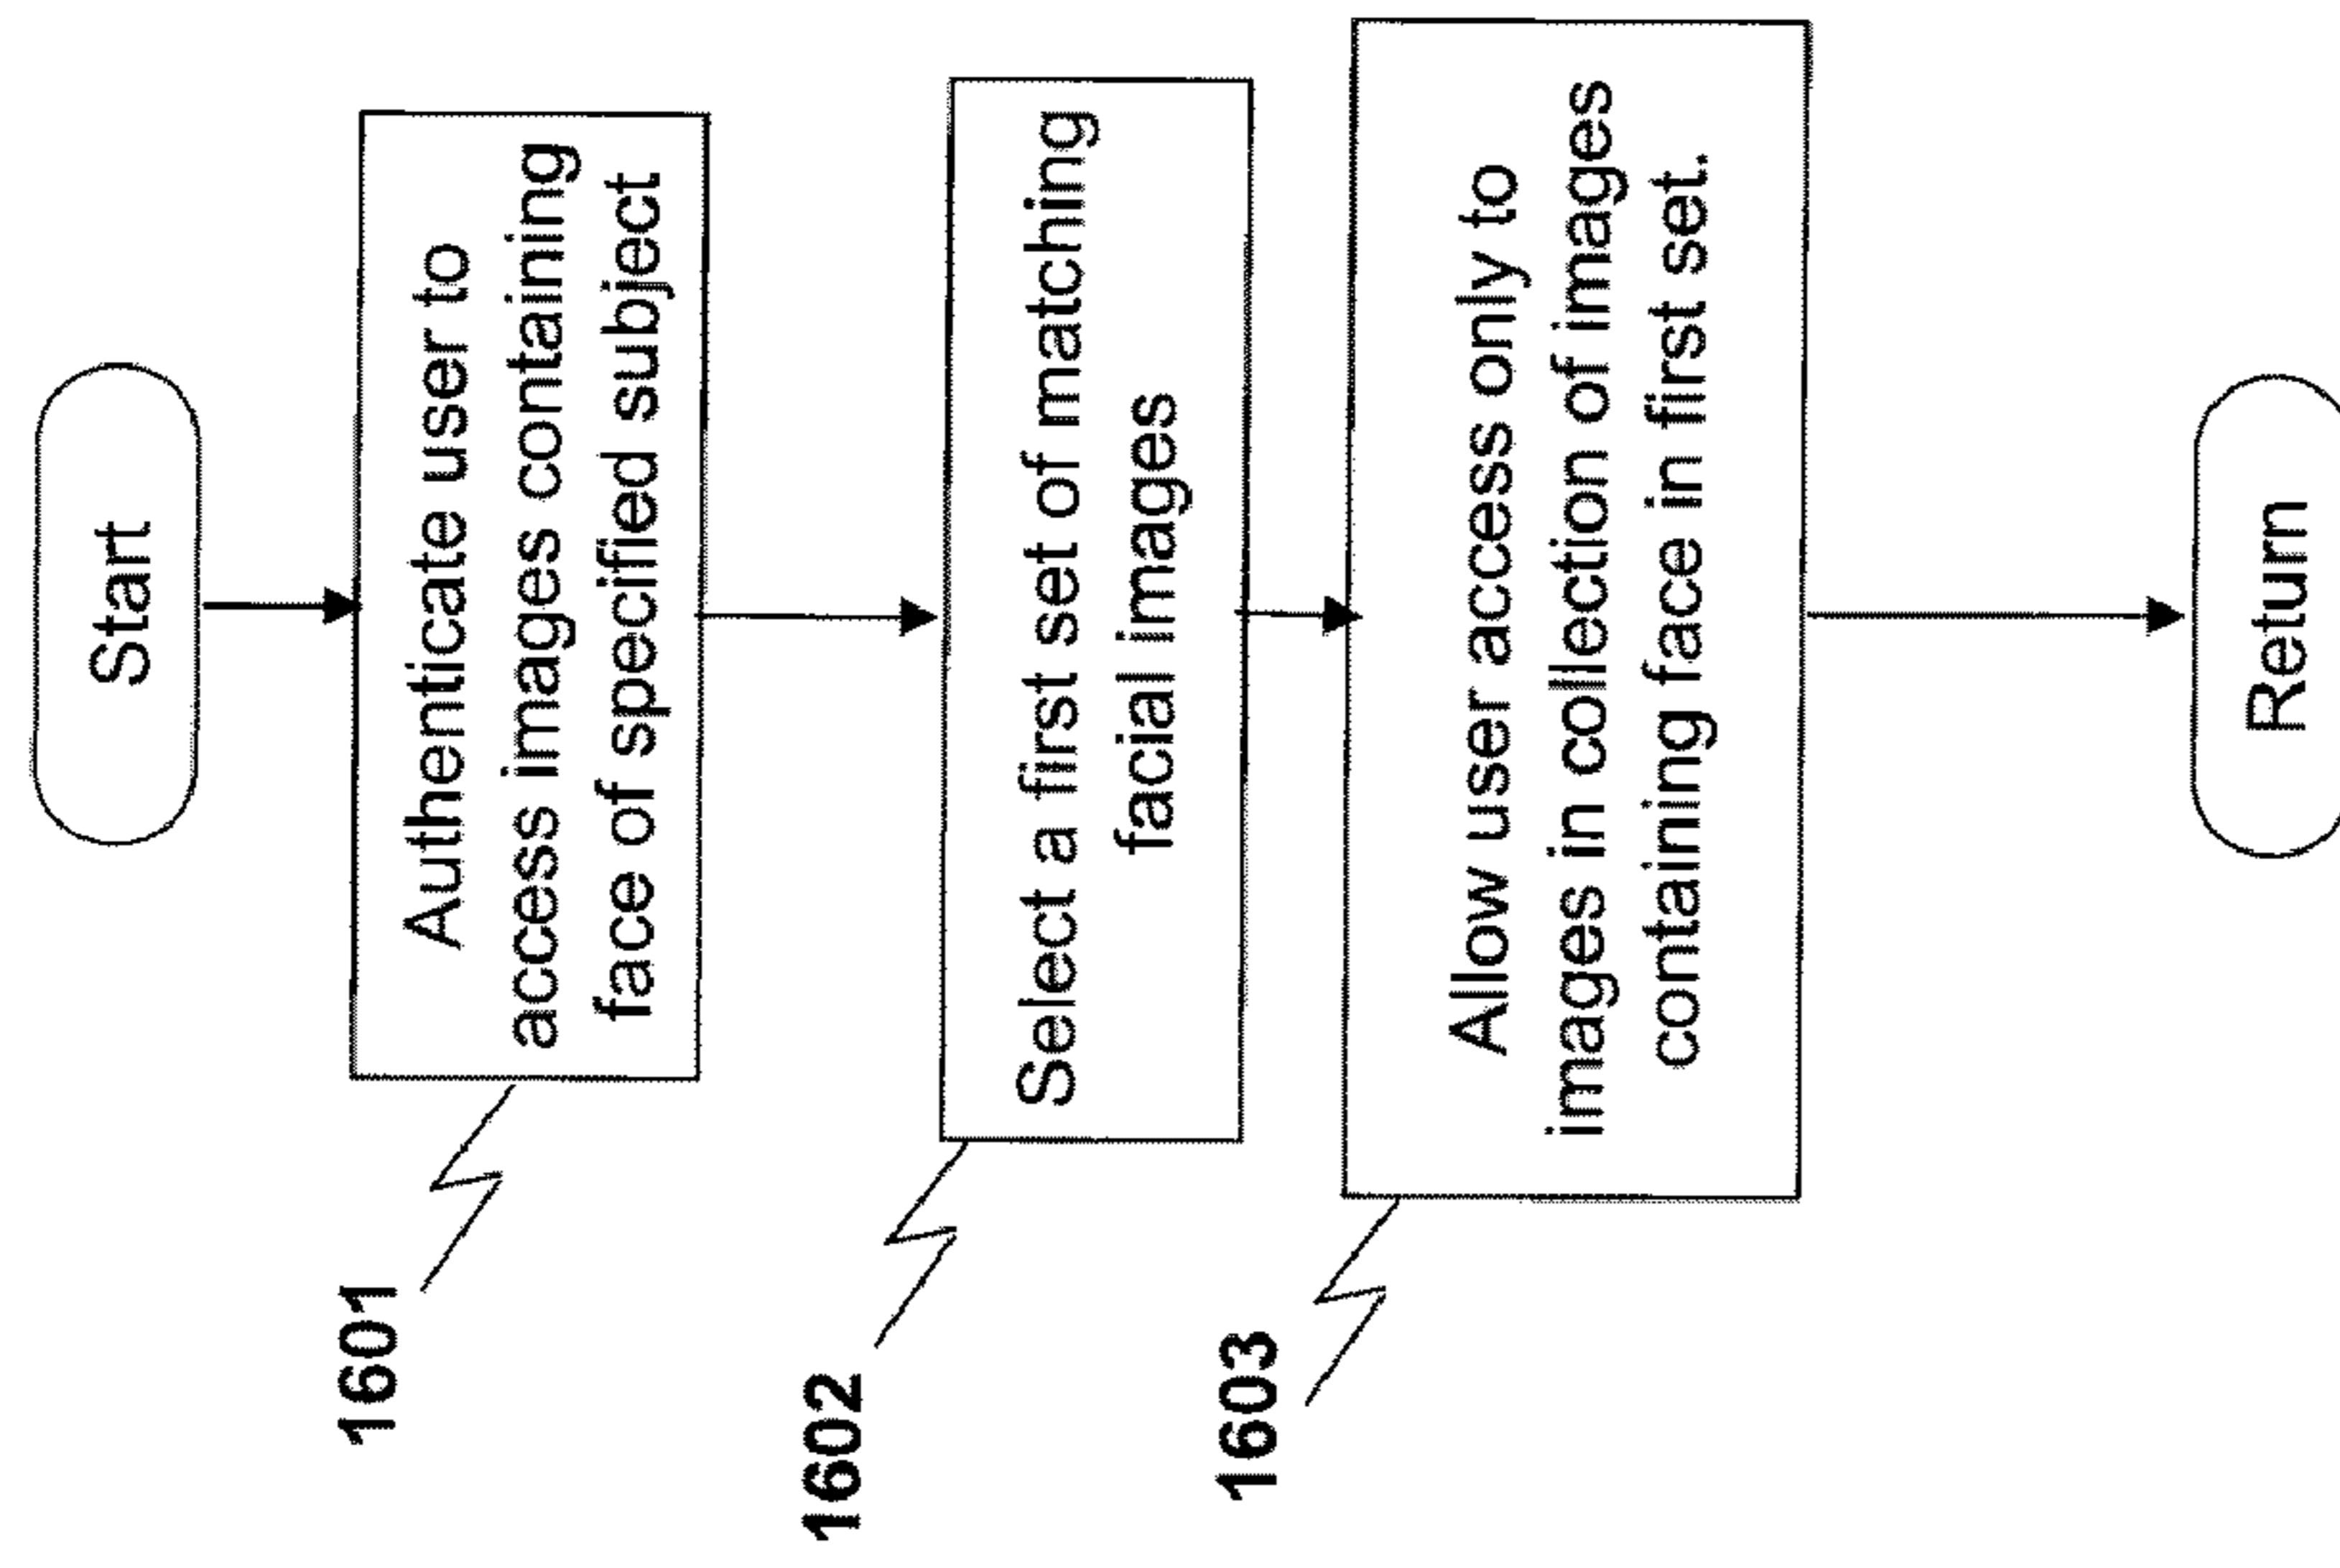 Start
1601
Authenticate user to
access images containing
face of specified subject
1602
Select a first set of matching
facial images
1603
Allow user access only to
images in collection of images
containing face in first set.
Return